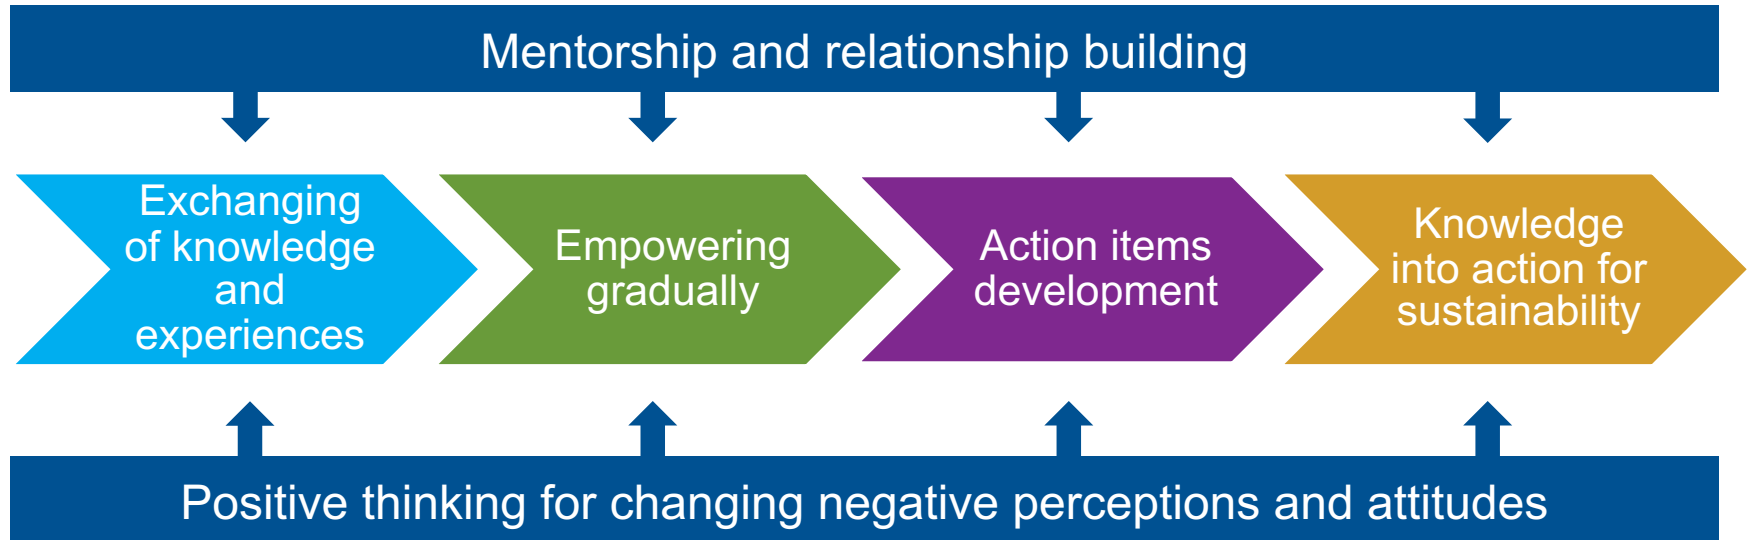 Mentorship and relationship building
Exchanging
of knowledge
and
experiences
Empowering
gradually
Action items
development
Knowledge
into action for
sustainability
Positive thinking for changing negative perceptions and attitudes